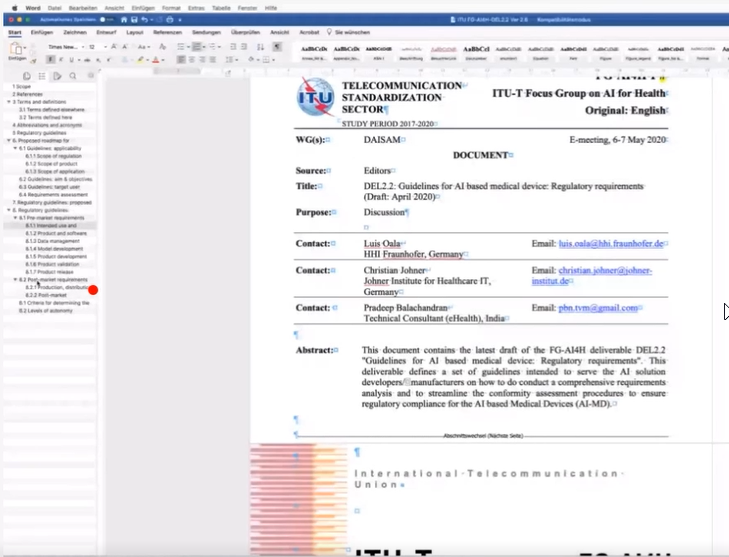 Word Datei Bearbeiten Ansicht Einfügen Format Extras Tabelle Fenster Hilfe
Automatisches Speichern
ITU FG-AI4H-DEL2.2 Ver 2.6 - Kompatibilitätsmodus
Start Einfügen Zeichnen Entwurf Layout Referenzen Sendungen Überprüfen Ansicht Acrobat Sie wünschen
Einfügen
Times New... 12
1 Scope
2 References
3 Terms and definitions
3.1 Terms defined elsewhere
3.2 Terms defined here
4 Abbreviations and acronyms
5 Regulatory guidelines
6. Proposed roadmap for
6.1 Guidelines: applicability
6.1.1 Scope of regulation
6.1.2 Scope of product
6.1.3 Scope of application
6.2 Guidelines: aim & objectives
6.3 Guidelines: target user
6.4 Requirements assessment
7. Regulatory guidelines: proposed
8. Regulatory guidelines:
8.1 Pre-market requirements
8.1.1 Intended use and
8.1.2 Product and software
8.1.3 Data management
8.1.4 Model development
8.1.5 Product development
8.1.6 Product validation
8.1.7 Product release
8.2 Post-market requirements
8.2.1 Production, distributio
8.2.2 Post-market
9.1 Criteria for determining the
9.2 Levels of autonomy
ITU
TELECOMMUNICATION
STANDARDIZATION
SECTOR
STUDY PERIOD 2017-2020
ITU-T Focus Group on AI for Health
Original: English
WG(s): DAISAM E-meeting, 6-7 May 2020
DOCUMENT
Source: Editors
Title: DEL2.2: Guidelines for AI based medical device: Regulatory requirements
(Draft: April 2020)
Purpose: Discussion
Contact: Luis Oala Email: luis.oala@hhi.fraunhofer.de
HHI Fraunhofer, Germany
Contact: Christian Johner Email: christian.johner@johner-
Johner Institute for Healthcare IT, institut.de
Germany
Contact: Pradeep Balachandran Email: pbn.tvm@gmail.com
Technical Consultant (eHealth), India
Abstract: This document contains the latest draft of the FG-AI4H deliverable DEL2.2
"Guidelines for AI based medical device: Regulatory requirements". This
deliverable defines a set of guidelines intended to serve the AI solution
developers/manufacturers on how to do conduct a comprehensive requirements
analysis and to streamline the conformity assessment procedures to ensure
regulatory compliance for the AI based Medical Devices (AI-MD).
Abschnittswechsel (Nächste Seite)
International Telecommunication
Union
ITU-T